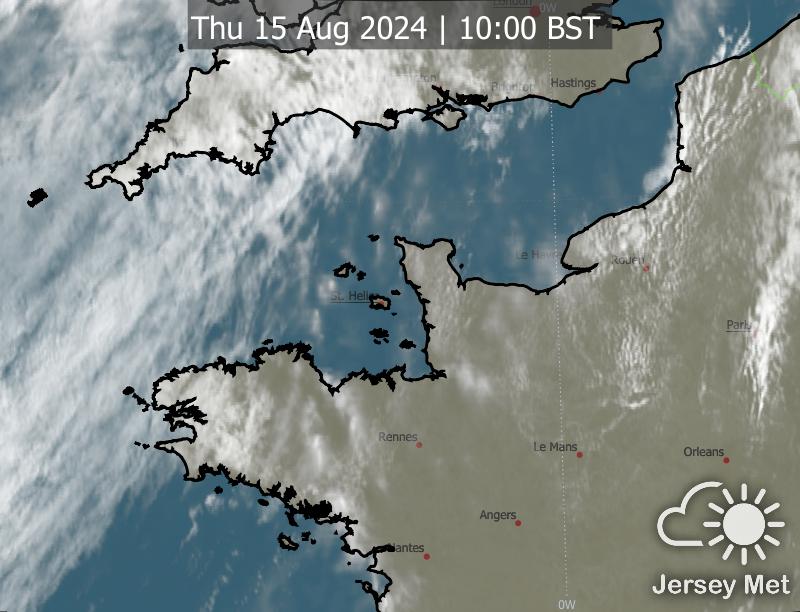 London
0W
Thu 15 Aug 2024 | 10:00 BST
Brighton
Hastings
Le Havre
Rouen
St. Helier
Paris
Rennes
Le Mans
Orleans
Angers
Nantes
Jersey Met
0W